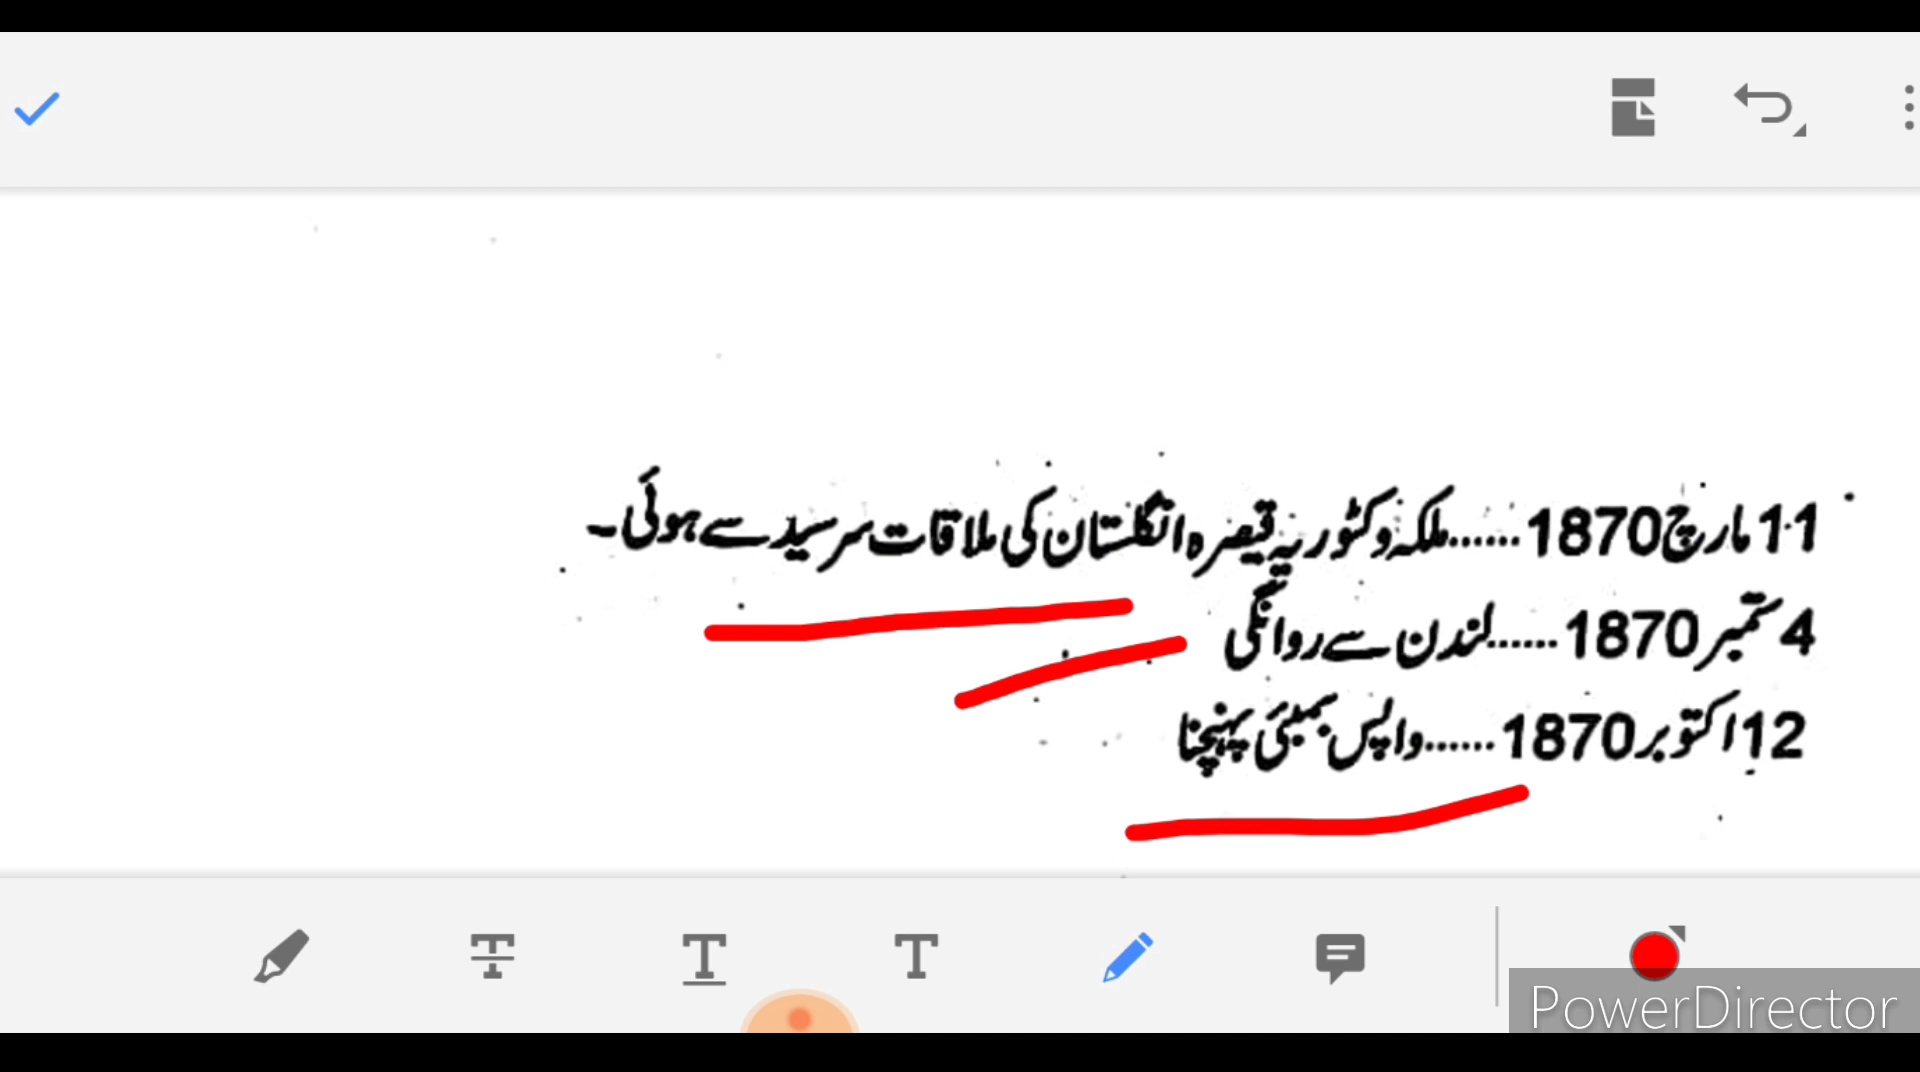 11 مارچ 1870......ملکہ وکٹوریہ قیصرہ انگلستان کی ملاقات سرسید سے ہوئی۔
4 ستمبر 1870......لندن سے روانگی
12 اکتوبر 1870......واپس بمبئی پہنچنا
T
T
T
PowerDirector